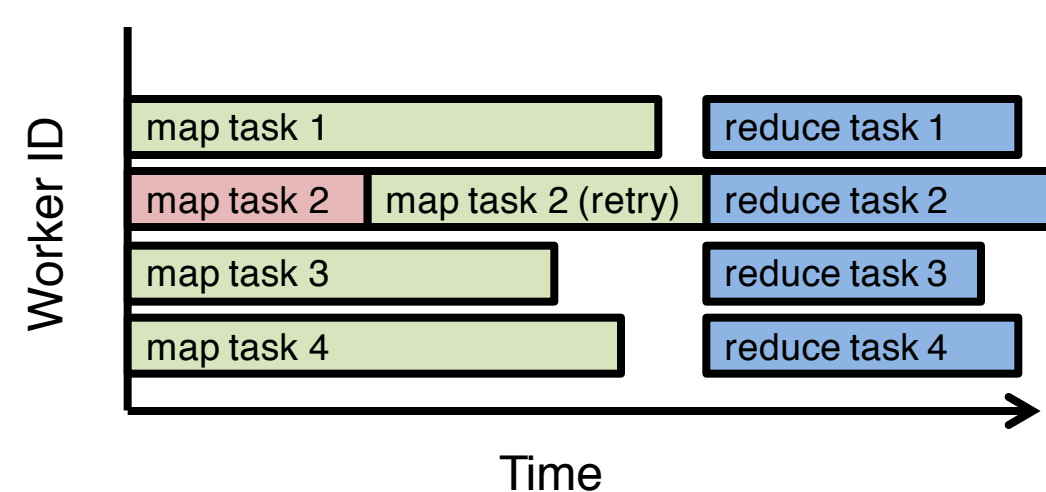 Worker ID
map task 1
reduce task 1
map task 2
map task 2 (retry)
reduce task 2
map task 3
reduce task 3
map task 4
reduce task 4
Time